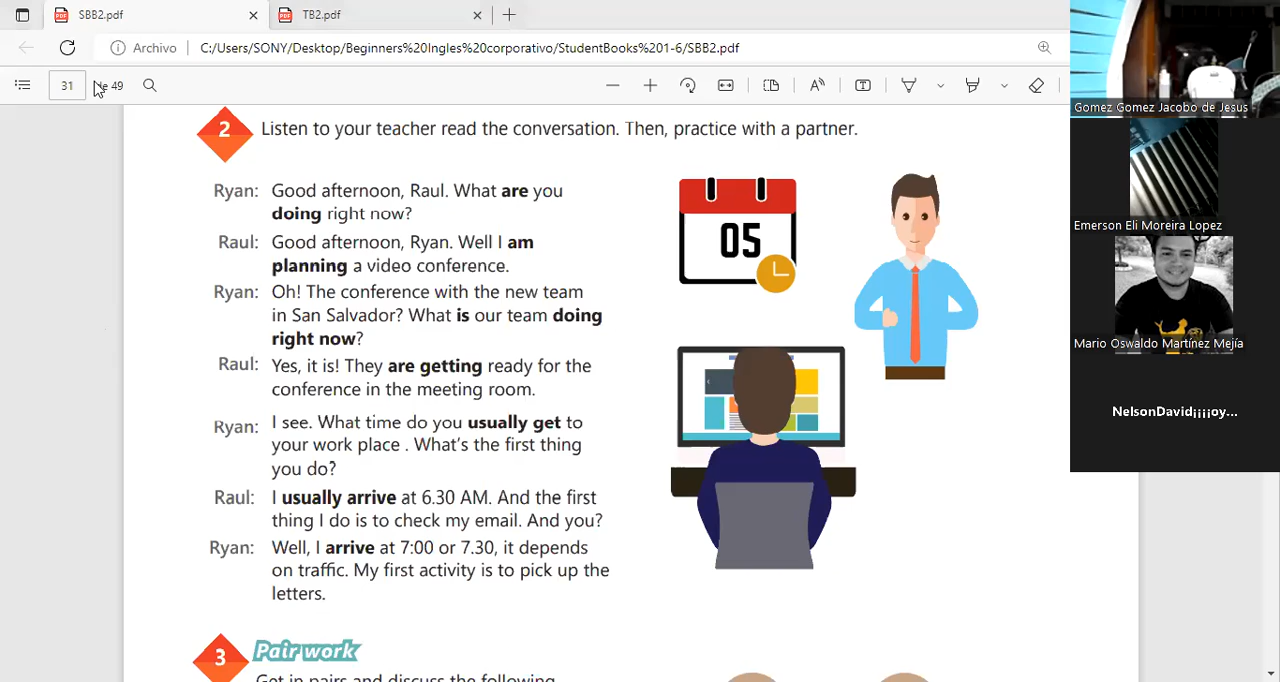 SBB2.pdf
TB2.pdf
Archivo
C:/Users/SONY/Desktop/Beginners%20Ingles%20corporativo/StudentBooks%201-6/SBB2.pdf
31
49
2 Listen to your teacher read the conversation. Then, practice with a partner.
Ryan: Good afternoon, Raul. What are you
doing right now?
Raul: Good afternoon, Ryan. Well I am
planning a video conference.
Ryan: Oh! The conference with the new team
in San Salvador? What is our team doing
right now?
Raul: Yes, it is! They are getting ready for the
conference in the meeting room.
Ryan: I see. What time do you usually get to
your work place . What's the first thing
you do?
Raul: I usually arrive at 6.30 AM. And the first
thing I do is to check my email. And you?
Ryan: Well, I arrive at 7:00 or 7.30, it depends
on traffic. My first activity is to pick up the
letters.
05
3 Pair work
Get in pairs and discuss the following
Gomez Gomez Jacobo de Jesus
Emerson Eli Moreira Lopez
Mario Oswaldo Martínez Mejía
NelsonDavid¡¡¡¡oy...